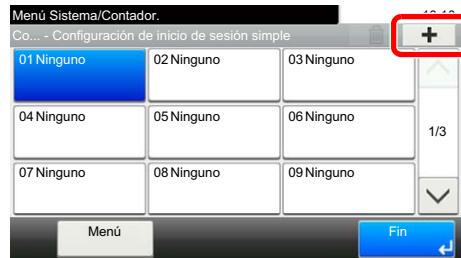 Menú Sistema/Contador.
Co... - Configuración de inicio de sesión simple
01 Ninguno 02 Ninguno 03 Ninguno
04 Ninguno 05 Ninguno 06 Ninguno
1/3
07 Ninguno 08 Ninguno 09 Ninguno
Menú Fin